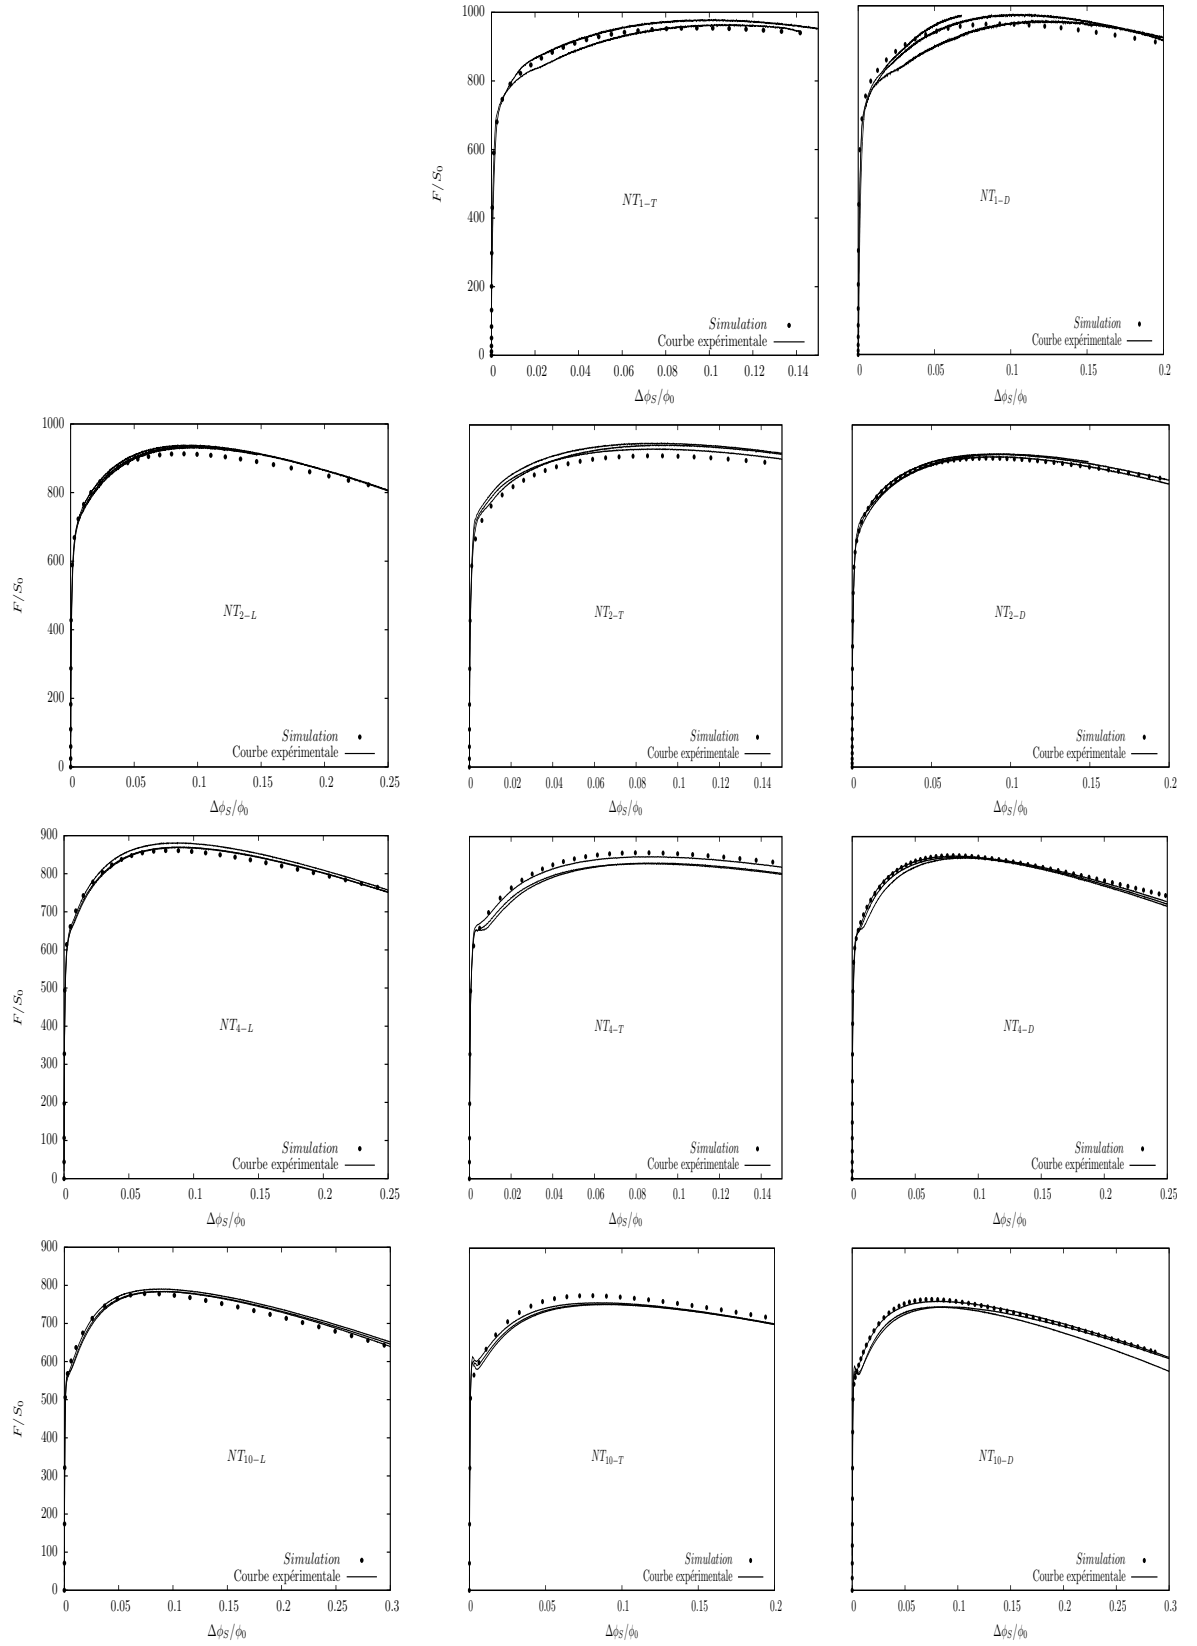 1000
800
600
400
200
0
F/S₀
NT₁₋T
Simulation
Courbe expérimentale
0 0.02 0.04 0.06 0.08 0.1 0.12 0.14
Δϕ_S/ϕ₀
NT₁₋D
Simulation
Courbe expérimentale
0 0.05 0.1 0.15 0.2
Δϕ_S/ϕ₀
1000
800
600
400
200
0
F/S₀
NT₂₋L
Simulation
Courbe expérimentale
0 0.05 0.1 0.15 0.2 0.25
Δϕ_S/ϕ₀
NT₂₋T
Simulation
Courbe expérimentale
0 0.02 0.04 0.06 0.08 0.1 0.12 0.14
Δϕ_S/ϕ₀
NT₂₋D
Simulation
Courbe expérimentale
0 0.05 0.1 0.15 0.2
Δϕ_S/ϕ₀
900
800
700
600
500
400
300
200
100
0
F/S₀
NT₄₋L
Simulation
Courbe expérimentale
0 0.05 0.1 0.15 0.2 0.25
Δϕ_S/ϕ₀
NT₄₋T
Simulation
Courbe expérimentale
0 0.02 0.04 0.06 0.08 0.1 0.12 0.14
Δϕ_S/ϕ₀
NT₄₋D
Simulation
Courbe expérimentale
0 0.05 0.1 0.15 0.2 0.25
Δϕ_S/ϕ₀
900
800
700
600
500
400
300
200
100
0
F/S₀
NT₁₀₋L
Simulation
Courbe expérimentale
0 0.05 0.1 0.15 0.2 0.25 0.3
Δϕ_S/ϕ₀
NT₁₀₋T
Simulation
Courbe expérimentale
0 0.05 0.1 0.15 0.2
Δϕ_S/ϕ₀
NT₁₀₋D
Simulation
Courbe expérimentale
0 0.05 0.1 0.15 0.2 0.25 0.3
Δϕ_S/ϕ₀